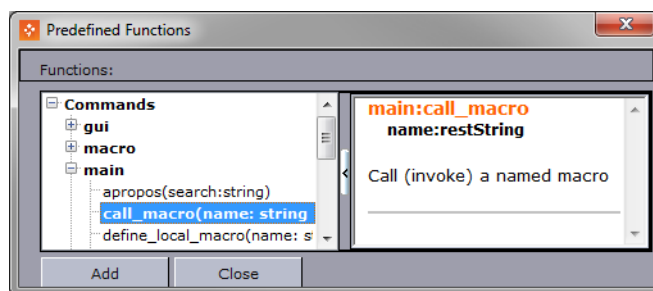 Predefined Functions
Functions:
Commands
gui
macro
main
apropos(search:string)
call_macro(name: string
define_local_macro(name: s
main:call_macro
name:restString
Call (invoke) a named macro
Add
Close